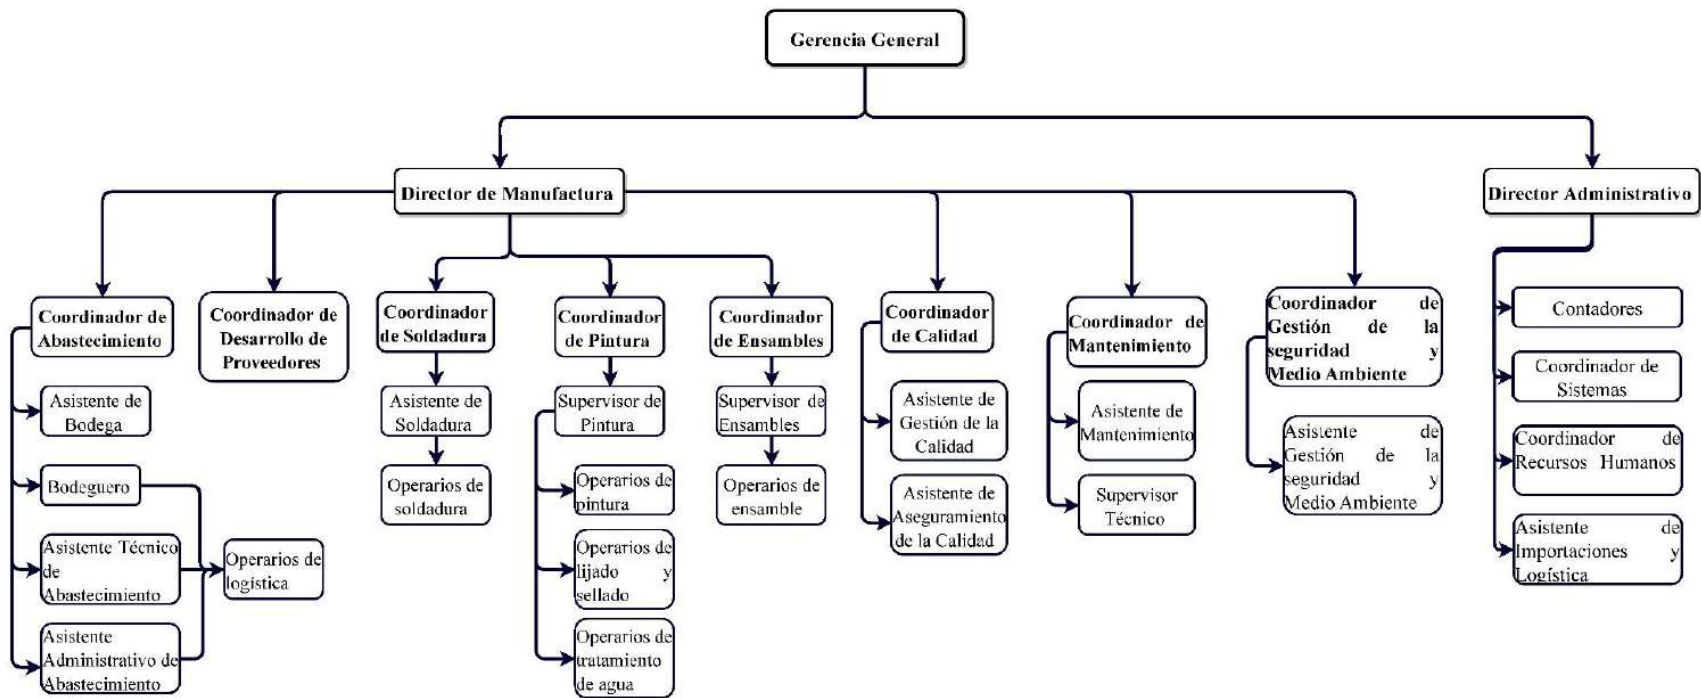 Gerencia General
Director de Manufactura
Director Administrativo
Coordinador de
Abastecimiento
Coordinador de
Desarrollo de
Proveedores
Coordinador
de Soldadura
Coordinador
de Pintura
Coordinador
de Ensambles
Coordinador
de Calidad
Coordinador de
Mantenimiento
Coordinador de
Gestión de la
seguridad y
Medio Ambiente
Contadores
Coordinador de
Sistemas
Coordinador de
Recursos Humanos
Asistente de
Importaciones y
Logística
Asistente de
Bodega
Bodeguero
Asistente Técnico
de
Abastecimiento
Asistente
Administrativo de
Abastecimiento
Operarios de
logística
Asistente de
Soldadura
Operarios de
soldadura
Supervisor de
Pintura
Operarios de
pintura
Operarios de
lijado y
sellado
Operarios de
tratamiento
de agua
Supervisor de
Ensambles
Operarios de
ensamble
Asistente de
Gestión de la
Calidad
Asistente de
Aseguramiento
de la Calidad
Asistente de
Mantenimiento
Supervisor
Técnico
Asistente de
Gestión de la
seguridad y
Medio Ambiente